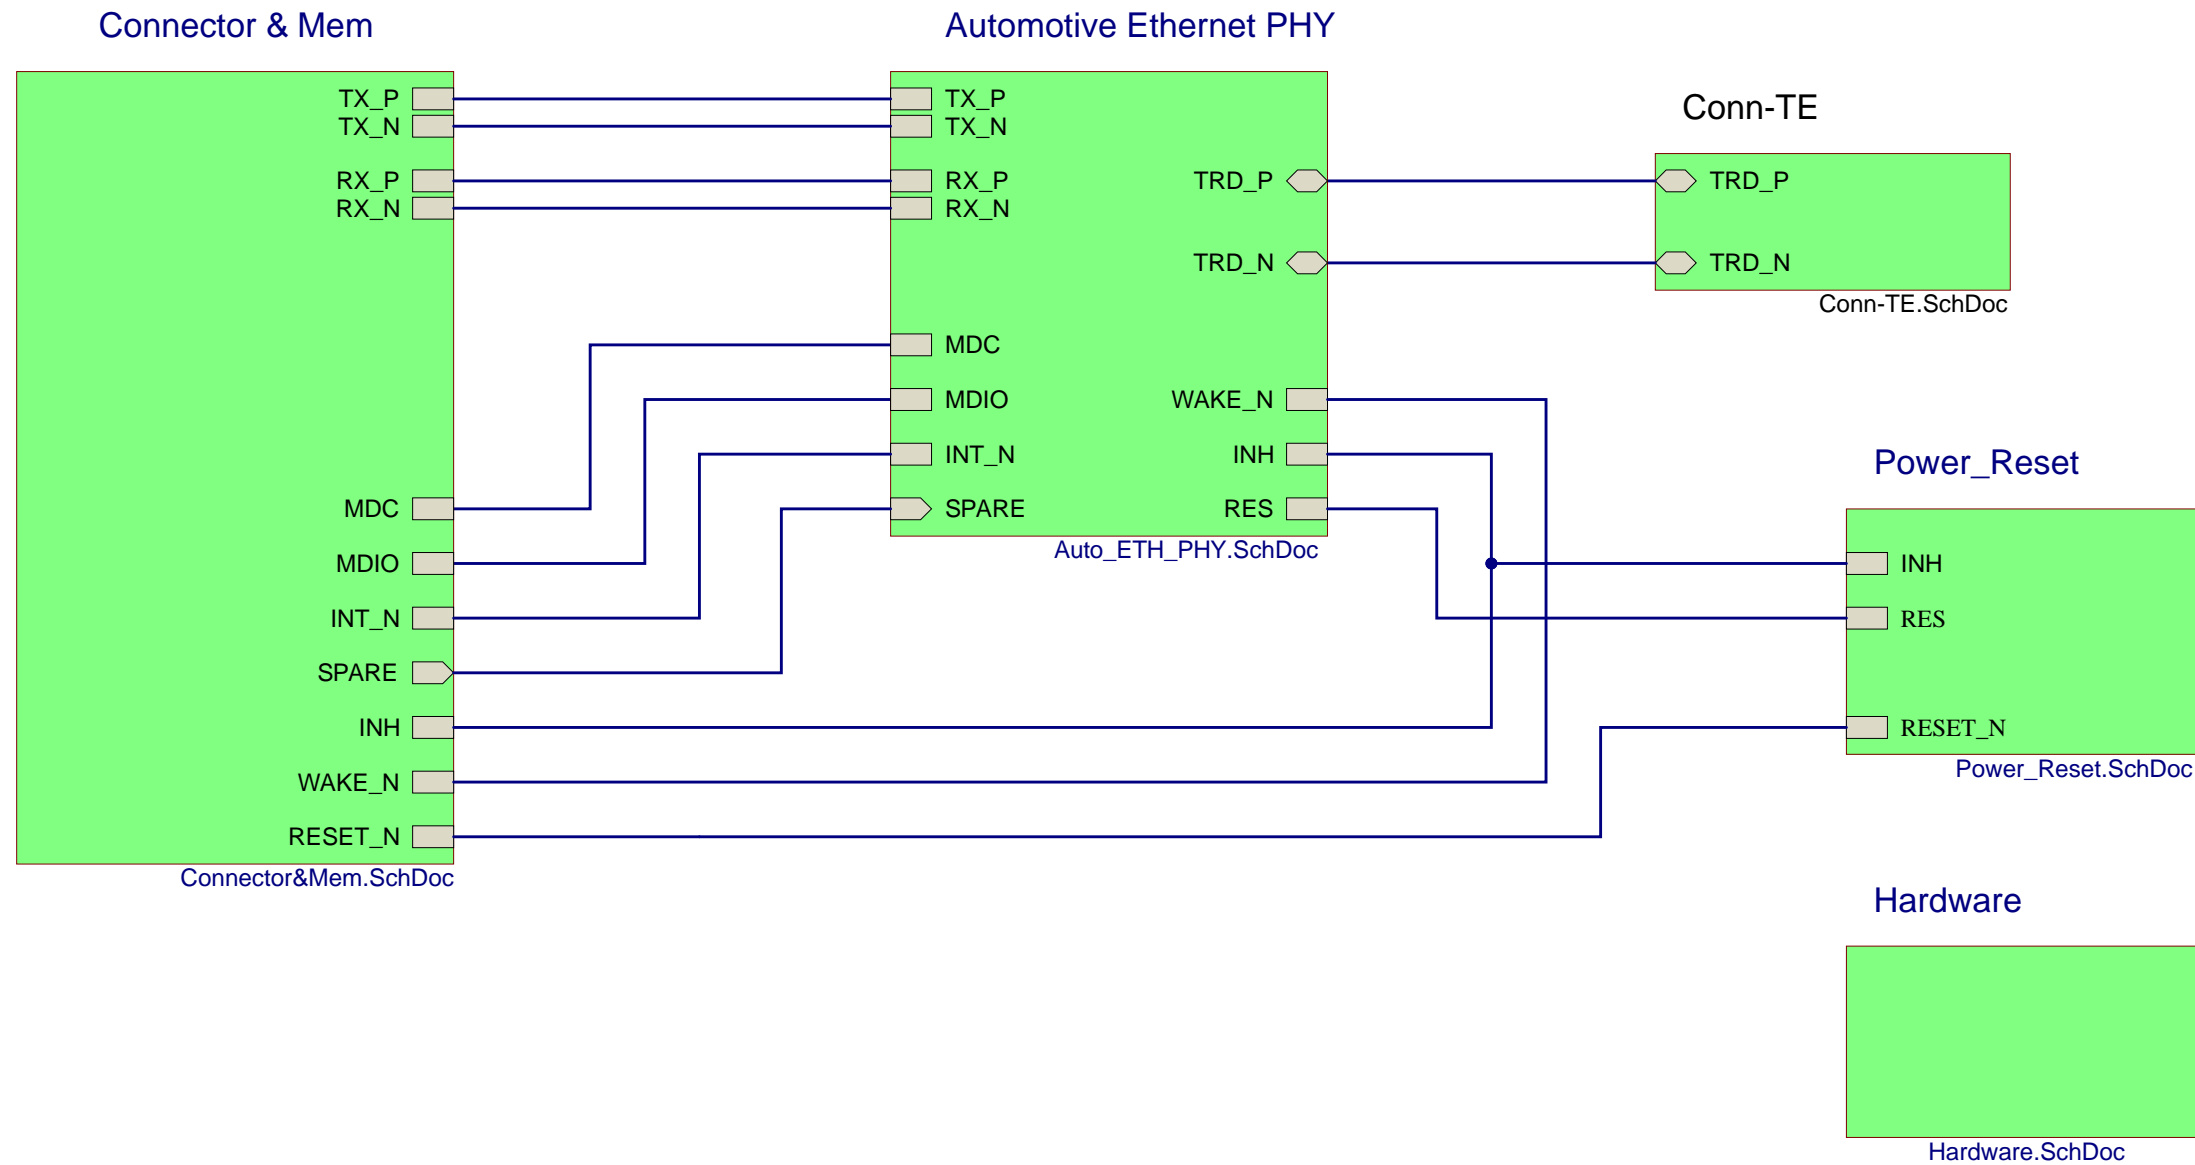 Connector & Mem
TX_P
TX_N
RX_P
RX_N
MDC
MDIO
INT_N
SPARE
INH
WAKE_N
RESET_N
Connector&Mem.SchDoc
Automotive Ethernet PHY
TX_P
TX_N
RX_P
RX_N
MDC
MDIO
INT_N
SPARE
TRD_P
TRD_N
WAKE_N
INH
RES
Auto_ETH_PHY.SchDoc
Conn-TE
TRD_P
TRD_N
Conn-TE.SchDoc
Power_Reset
INH
RES
RESET_N
Power_Reset.SchDoc
Hardware
Hardware.SchDoc